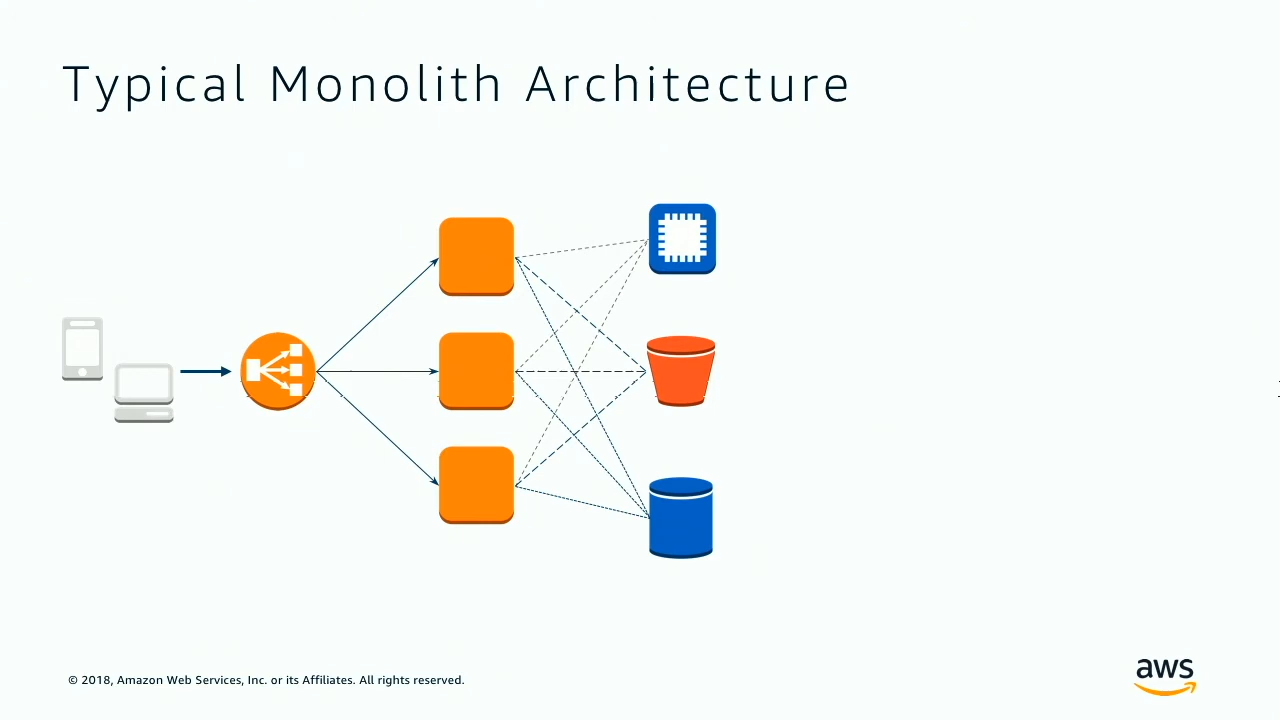 Typical Monolith Architecture
© 2018, Amazon Web Services, Inc. or its Affiliates. All rights reserved.
aws